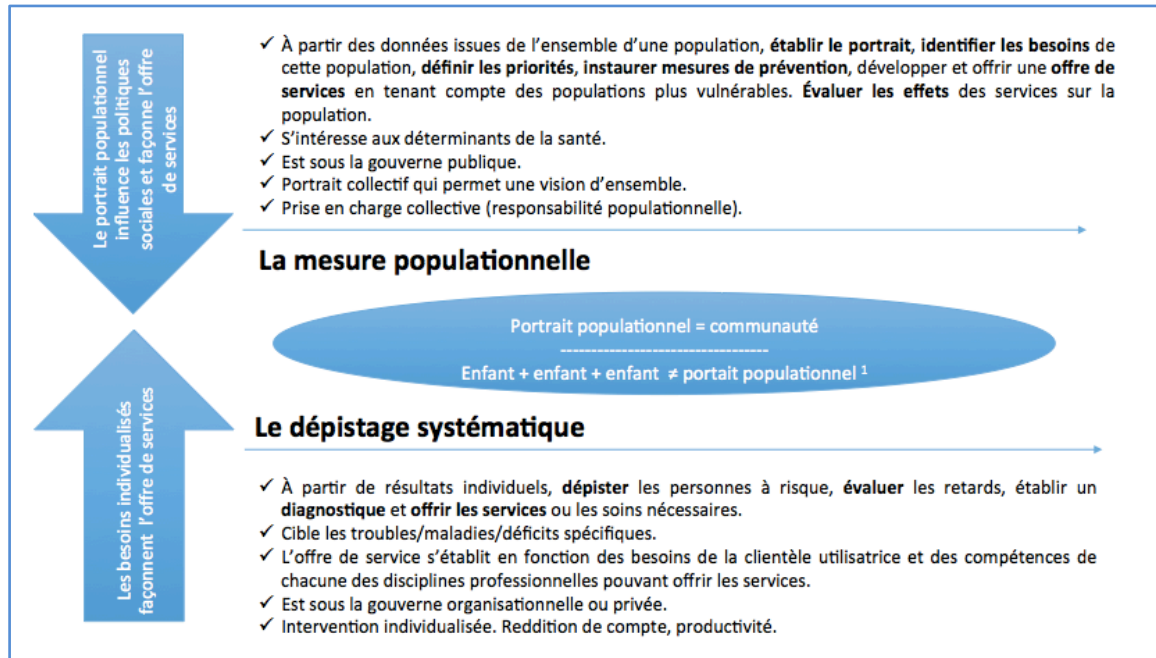 Le portrait populationnel
influence les politiques
sociales et façonne l'offre
de services
✓ À partir des données issues de l'ensemble d'une population, établir le portrait, identifier les besoins de
cette population, définir les priorités, instaurer mesures de prévention, développer et offrir une offre de
services en tenant compte des populations plus vulnérables. Évaluer les effets des services sur la
population.
✓ S'intéresse aux déterminants de la santé.
✓ Est sous la gouverne publique.
✓ Portrait collectif qui permet une vision d'ensemble.
✓ Prise en charge collective (responsabilité populationnelle).
La mesure populationnelle
Portrait populationnel = communauté
----------------------------------
Enfant + enfant + enfant ≠ portait populationnel ¹
Le dépistage systématique
Les besoins individualisés
façonnent l'offre de services
✓ À partir de résultats individuels, dépister les personnes à risque, évaluer les retards, établir un
diagnostique et offrir les services ou les soins nécessaires.
✓ Cible les troubles/maladies/déficits spécifiques.
✓ L'offre de service s'établit en fonction des besoins de la clientèle utilisatrice et des compétences de
chacune des disciplines professionnelles pouvant offrir les services.
✓ Est sous la gouverne organisationnelle ou privée.
✓ Intervention individualisée. Reddition de compte, productivité.